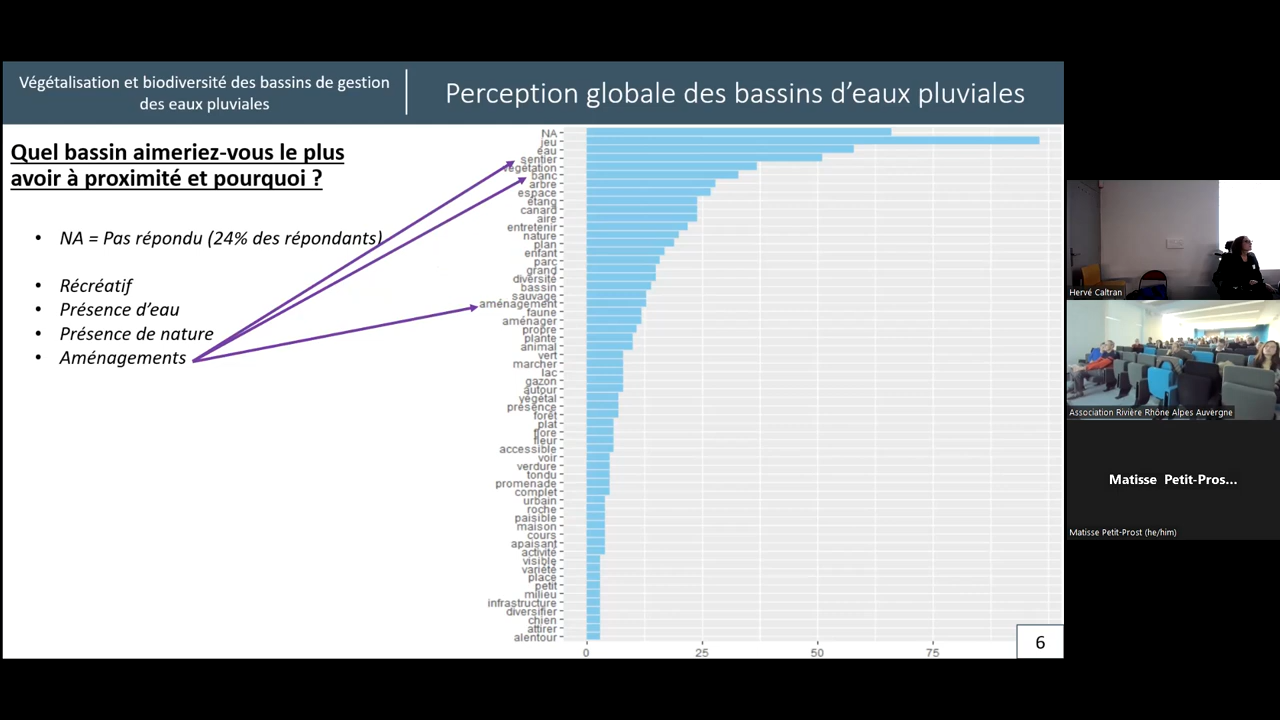 Végétalisation et biodiversité des bassins de gestion
des eaux pluviales
Perception globale des bassins d'eaux pluviales
Quel bassin aimeriez-vous le plus
avoir à proximité et pourquoi ?
• NA = Pas répondu (24% des répondants)
• Récréatif
• Présence d'eau
• Présence de nature
• Aménagements
NA
jeu
eau
sentier
végétation
banc
arbre
espace
étang
canard
aire
entretenir
nature
plan
enfant
parc
grand
diversité
bassin
sauvage
aménagement
faune
aménager
propre
plante
animal
vert
marcher
lac
gazon
autour
végétal
présence
forêt
plat
flore
fleur
accessible
voir
verdure
tondu
promenade
complet
urbain
roche
paisible
maison
cours
apaisant
activité
visible
variété
place
petit
milieu
infrastructure
diversifier
chien
attirer
alentour
0 25 50 75
6
Hervé Caltran
Association Rivière Rhône Alpes Auvergne
Matisse Petit-Pros...
Matisse Petit-Prost (he/him)